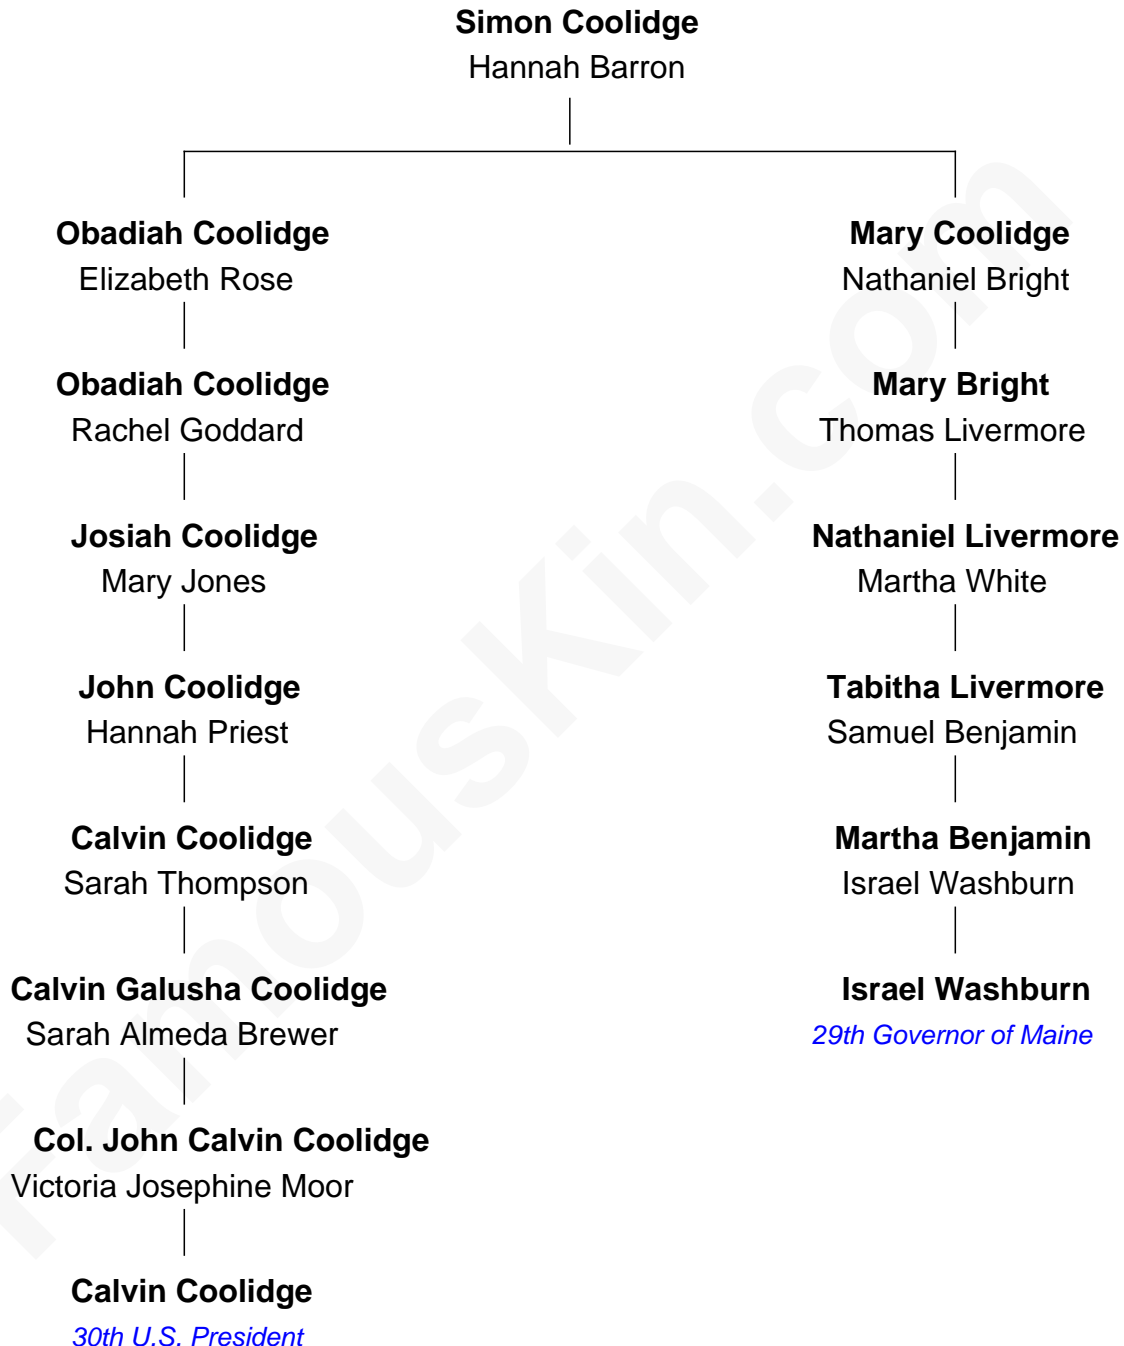 Simon Coolidge
Hannah Barron
Obadiah Coolidge
Elizabeth Rose
Mary Coolidge
Nathaniel Bright
Obadiah Coolidge
Rachel Goddard
Mary Bright
Thomas Livermore
Josiah Coolidge
Mary Jones
Nathaniel Livermore
Martha White
John Coolidge
Hannah Priest
Tabitha Livermore
Samuel Benjamin
Calvin Coolidge
Sarah Thompson
Martha Benjamin
Israel Washburn
Calvin Galusha Coolidge
Sarah Almeda Brewer
Israel Washburn
29th Governor of Maine
Col. John Calvin Coolidge
Victoria Josephine Moor
Calvin Coolidge
30th U.S. President
FamousKin.com